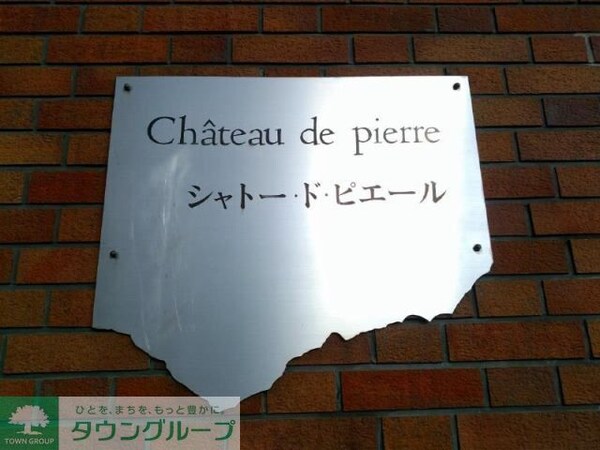 Château de pierre
シャトー・ド・ピエール
ひとを、まちを、もっと豊かに。
タウングループ
TOWN GROUP